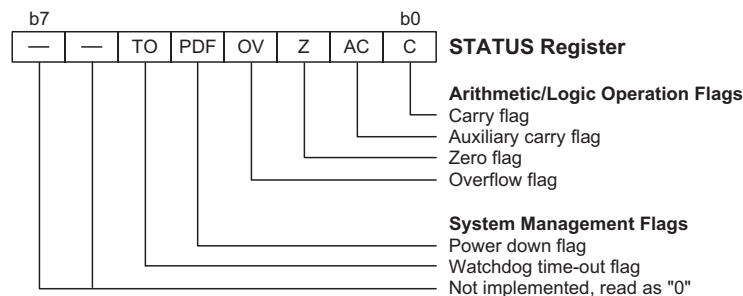 b7 b0
— — TO PDF OV Z AC C STATUS Register
Arithmetic/Logic Operation Flags
Carry flag
Auxiliary carry flag
Zero flag
Overflow flag
System Management Flags
Power down flag
Watchdog time-out flag
Not implemented, read as "0"